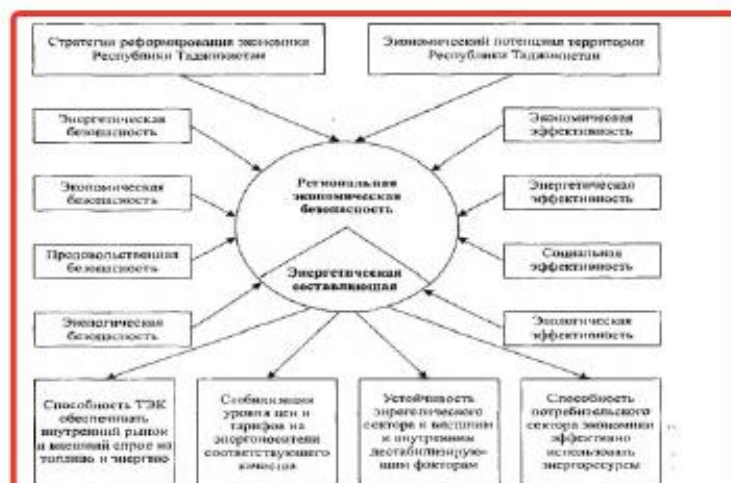 Стратегия реформирования экономики
Республики Таджикистан
Экономический потенциал территории
Республики Таджикистан
Энергетическая
безопасность
Экономическая
эффективность
Региональная
экономическая
безопасность
Экономическая
безопасность
Энергетическая
эффективность
Продовольственная
безопасность
Социальная
эффективность
Энергетическая
составляющая
Экологическая
безопасность
Экологическая
эффективность
Способность ТЭК
обеспечивать
внутренний рынок
и внешний спрос на
топливо и энергию
Стабилизация
уровня цен и
тарифов на
энергоносители
соответствующего
качества
Устойчивость
энергетического
сектора к внешним
и внутренним
дестабилизирую-
щим факторам
Способность
потребительского
сектора экономики
эффективно
использовать
энергоресурсы